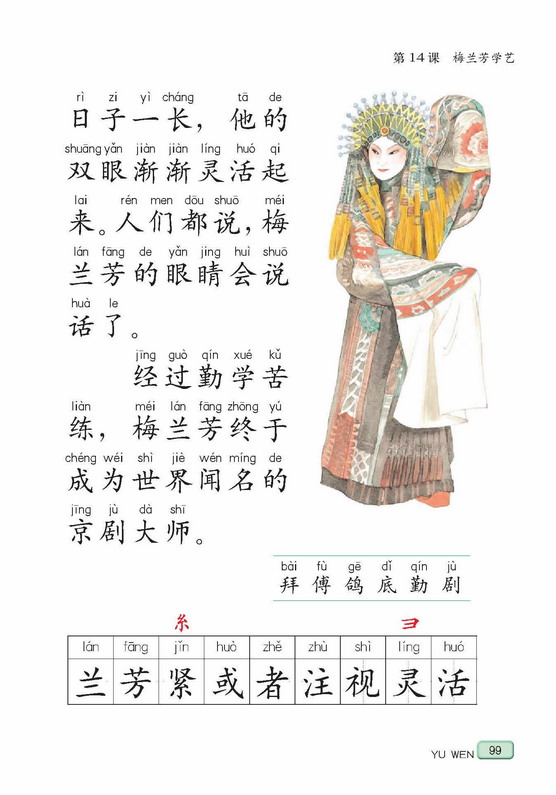 第14课 梅兰芳学艺
rì zi yì cháng tā de
日子一长，他的
shuāng yǎn jiàn jiàn líng huó qi
双眼渐渐灵活起
lai rén men dōu shuō méi
来。人们都说，梅
lán fāng de yǎn jing huì shuō
兰芳的眼睛会说
huà le
话了。
jīng guò qín xué kǔ
经过勤学苦
liàn méi lán fāng zhōng yú
练，梅兰芳终于
chéng wéi shì jiè wén míng de
成为世界闻名的
jīng jù dà shī
京剧大师。
bài fù gē dǐ qín jù
拜傅鸽底勤剧
糹 彐
lán fāng jǐn huò zhě zhù shì líng huó
兰芳紧或者注视灵活
YU WEN 99